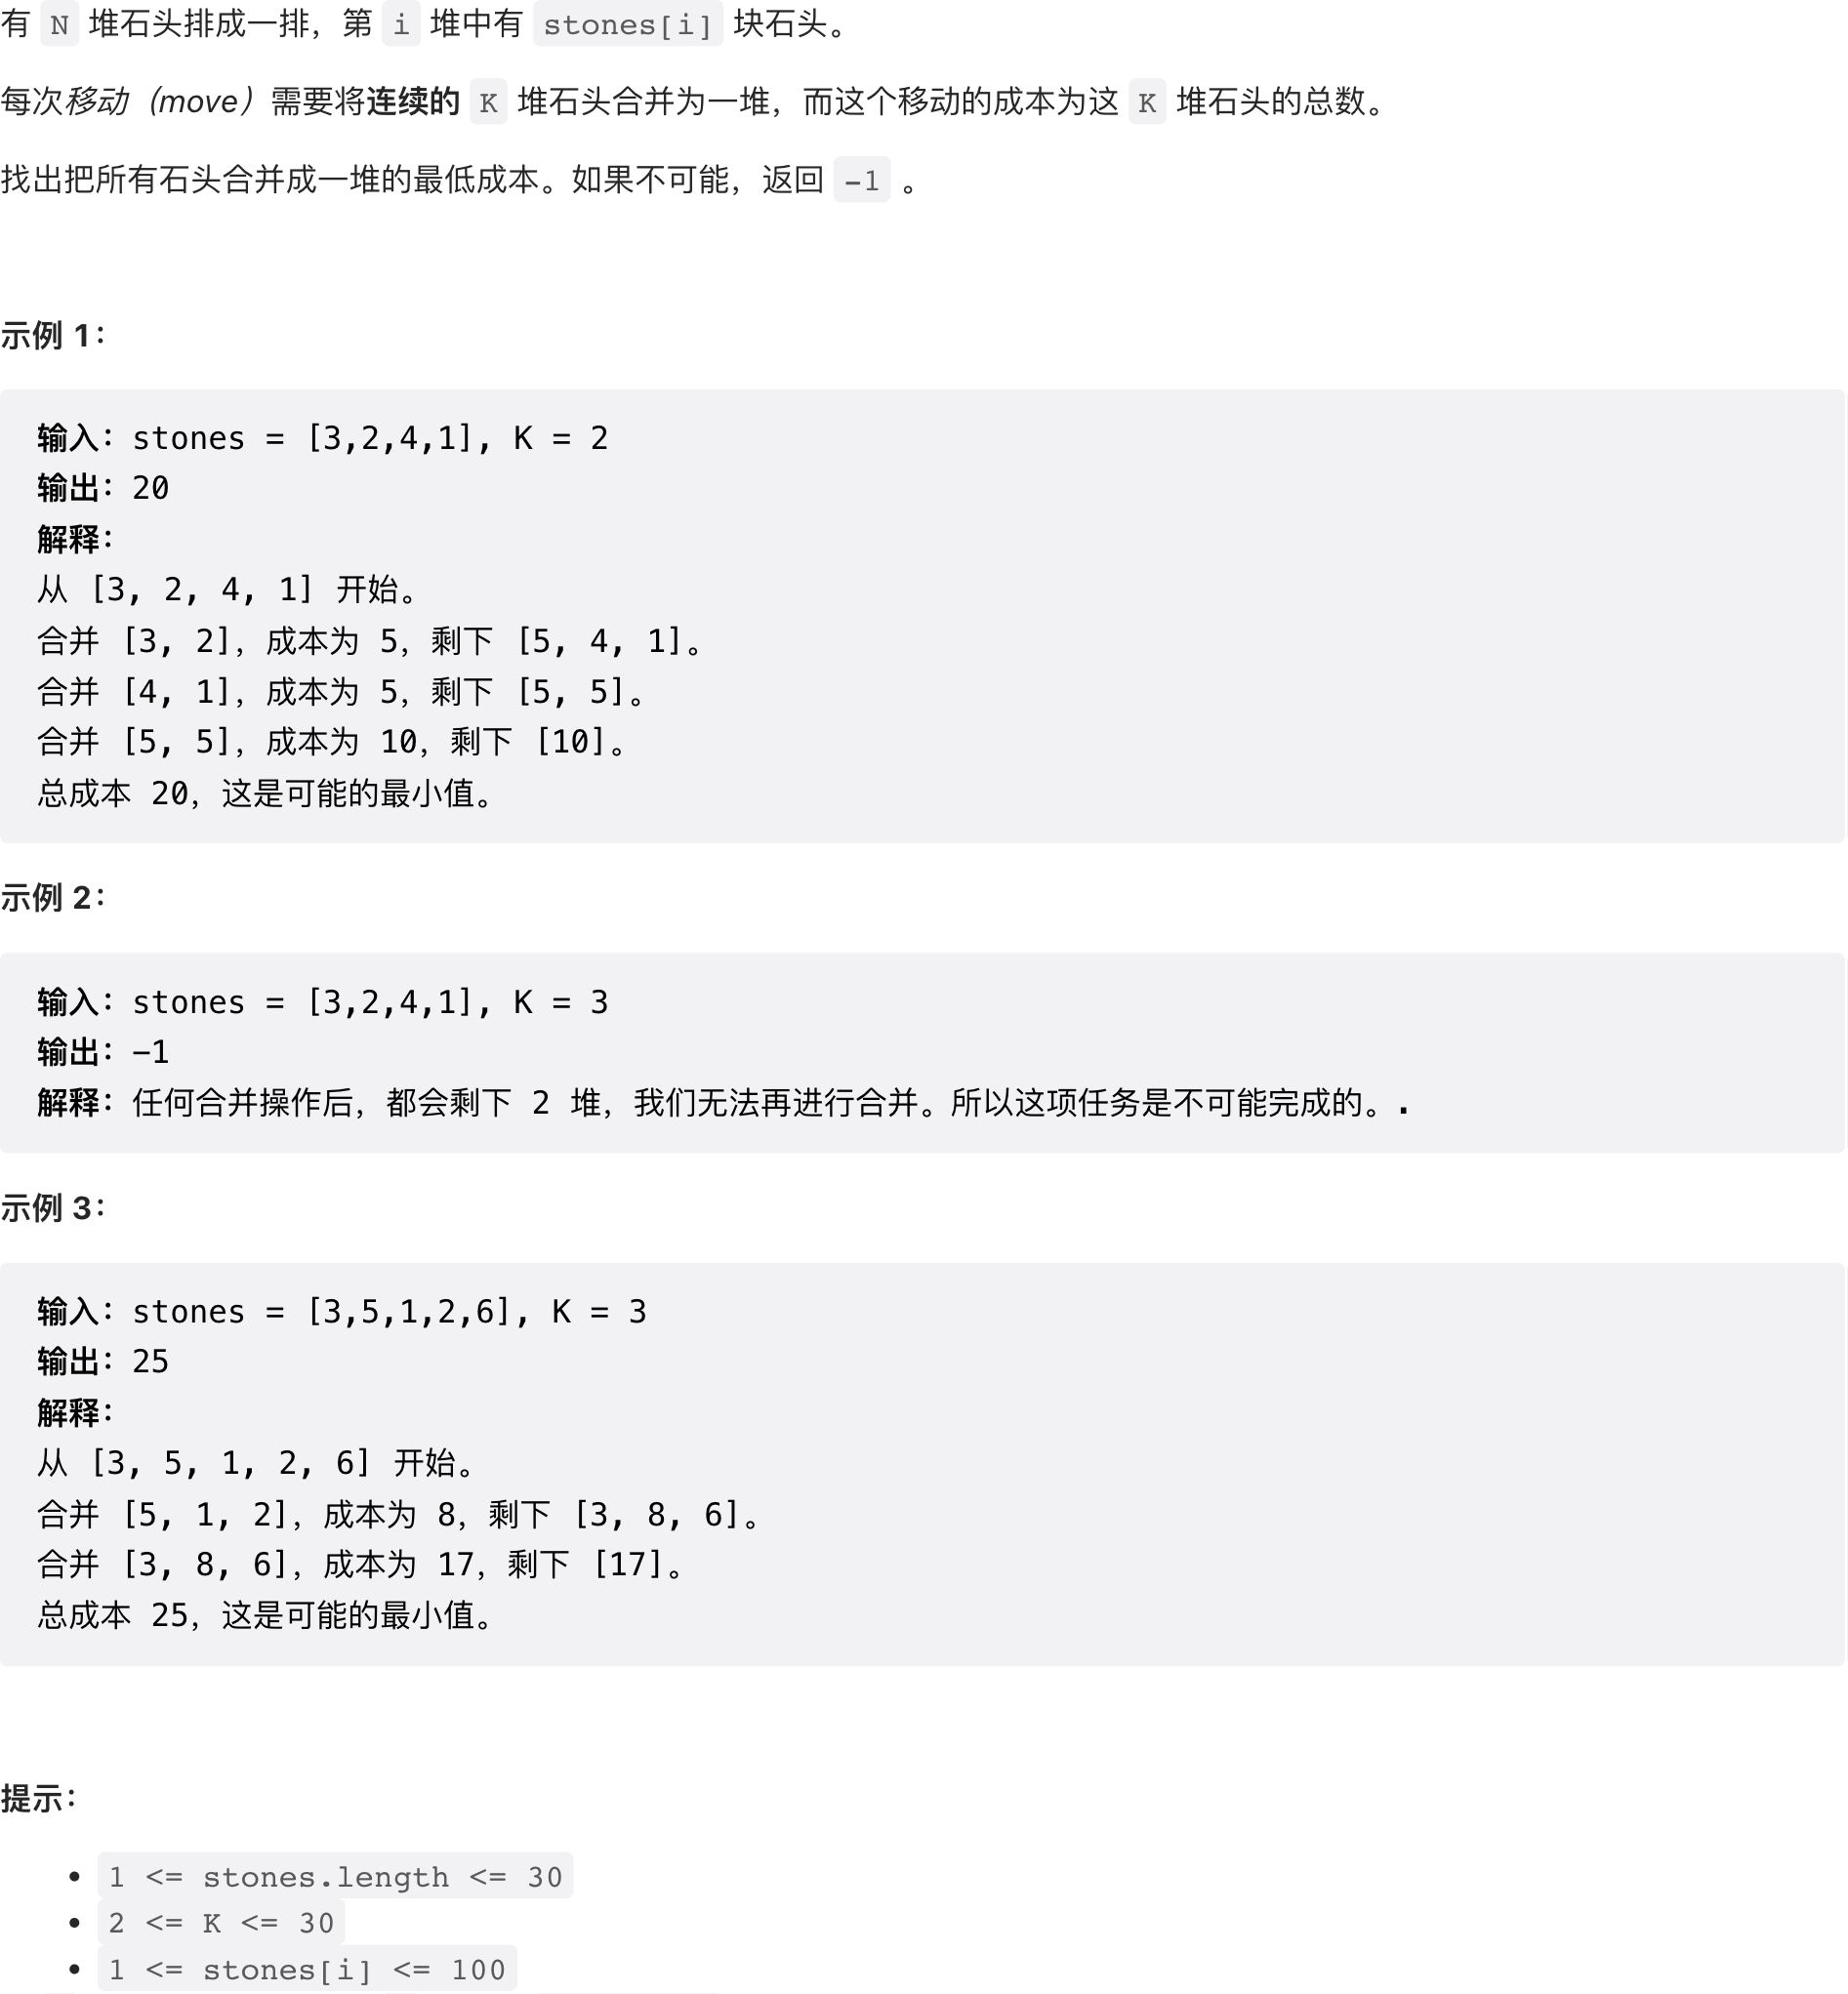 有 N 堆石头排成一排，第 i 堆中有 stones[i] 块石头。
每次移动（move）需要将连续的 K 堆石头合并为一堆，而这个移动的成本为这 K 堆石头的总数。
找出把所有石头合并成一堆的最低成本。如果不可能，返回 -1 。
示例 1：
输入：stones = [3,2,4,1], K = 2
输出：20
解释：
从 [3, 2, 4, 1] 开始。
合并 [3, 2]，成本为 5，剩下 [5, 4, 1]。
合并 [4, 1]，成本为 5，剩下 [5, 5]。
合并 [5, 5]，成本为 10，剩下 [10]。
总成本 20，这是可能的最小值。
示例 2：
输入：stones = [3,2,4,1], K = 3
输出：-1
解释：任何合并操作后，都会剩下 2 堆，我们无法再进行合并。所以这项任务是不可能完成的。.
示例 3：
输入：stones = [3,5,1,2,6], K = 3
输出：25
解释：
从 [3, 5, 1, 2, 6] 开始。
合并 [5, 1, 2]，成本为 8，剩下 [3, 8, 6]。
合并 [3, 8, 6]，成本为 17，剩下 [17]。
总成本 25，这是可能的最小值。
提示：
• 1 <= stones.length <= 30
• 2 <= K <= 30
• 1 <= stones[i] <= 100